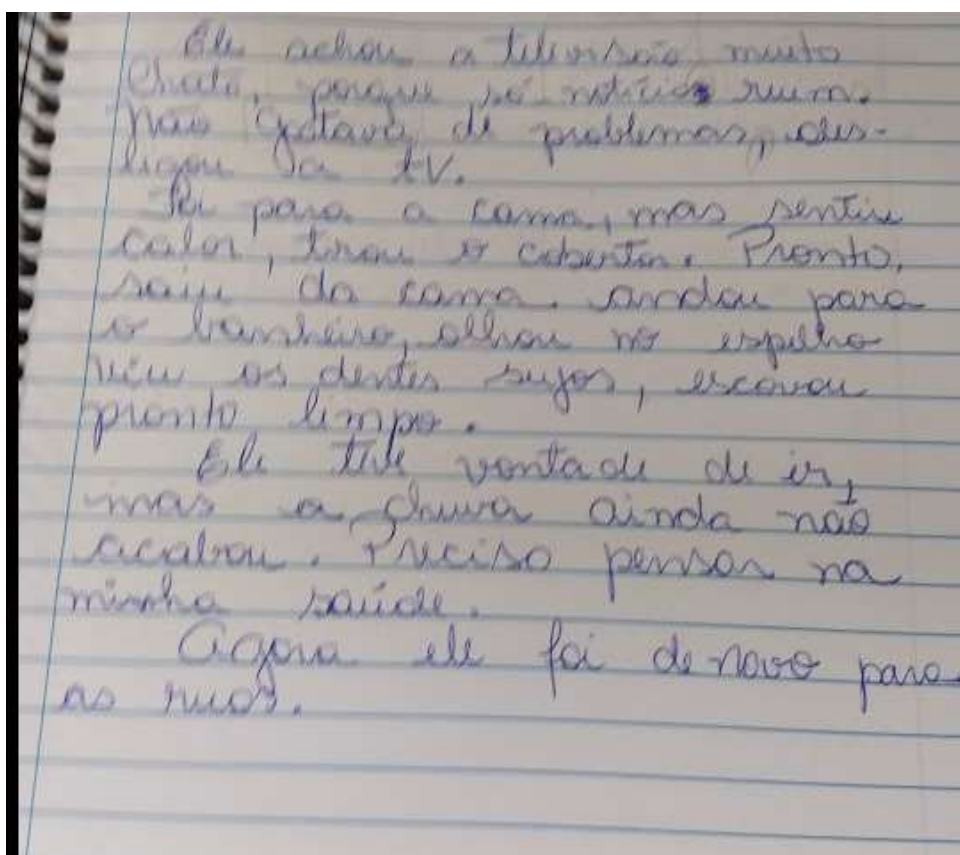 Ele achou a televisão muito
chata, porque só notícias ruim.
Não gostava de problemas, des-
ligou a tv.
Foi para a cama, mas sentiu
calor, tirou o cobertor. Pronto,
saiu da cama. andou para
o banheiro, olhou no espelho
viu os dentes sujos, escovou
pronto limpo.
Ele teve vontade de ir,
mas a chuva ainda não
acabou. Preciso pensar na
minha saúde.
Agora ele foi de novo para
as ruas.